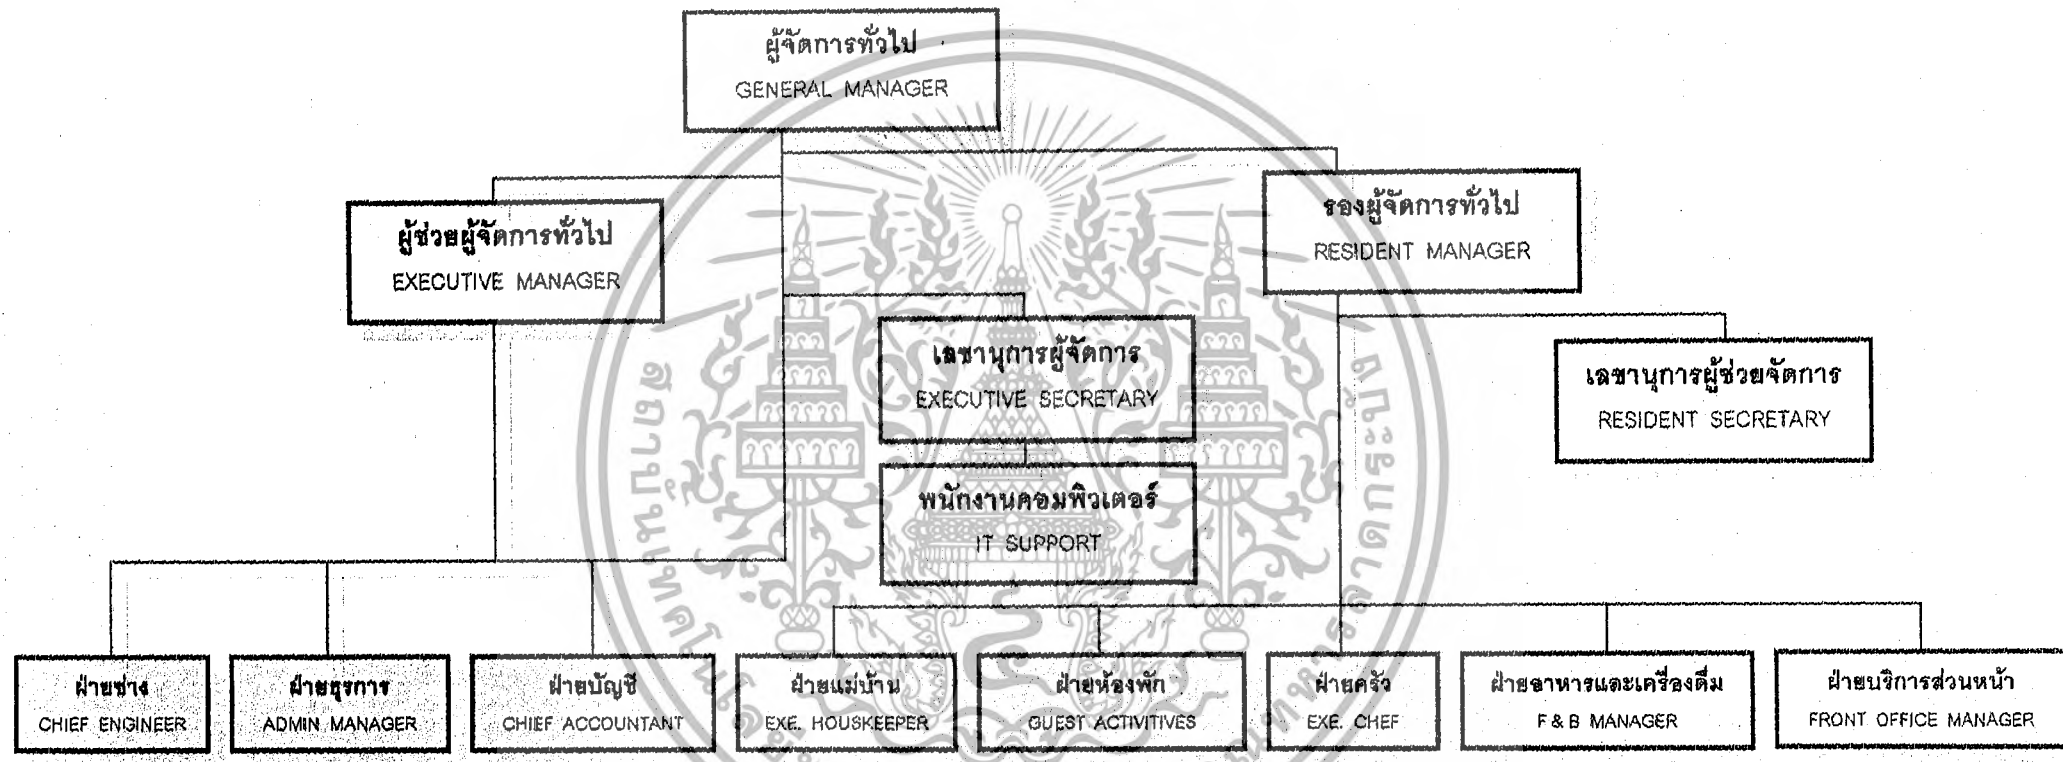 ผู้จัดการทั่วไป
GENERAL MANAGER
ผู้ช่วยผู้จัดการทั่วไป
EXECUTIVE MANAGER
รองผู้จัดการทั่วไป
RESIDENT MANAGER
เลขานุการผู้จัดการ
EXECUTIVE SECRETARY
เลขานุการผู้ช่วยจัดการ
RESIDENT SECRETARY
พนักงานคอมพิวเตอร์
IT SUPPORT
ฝ่ายช่าง
CHIEF ENGINEER
ฝ่ายธุรการ
ADMIN MANAGER
ฝ่ายบัญชี
CHIEF ACCOUNTANT
ฝ่ายแม่บ้าน
EXE. HOUSKEEPER
ฝ่ายห้องพัก
GUEST ACTIVITIVES
ฝ่ายครัว
EXE. CHEF
ฝ่ายอาหารและเครื่องดื่ม
F & B MANAGER
ฝ่ายบริการส่วนหน้า
FRONT OFFICE MANAGER